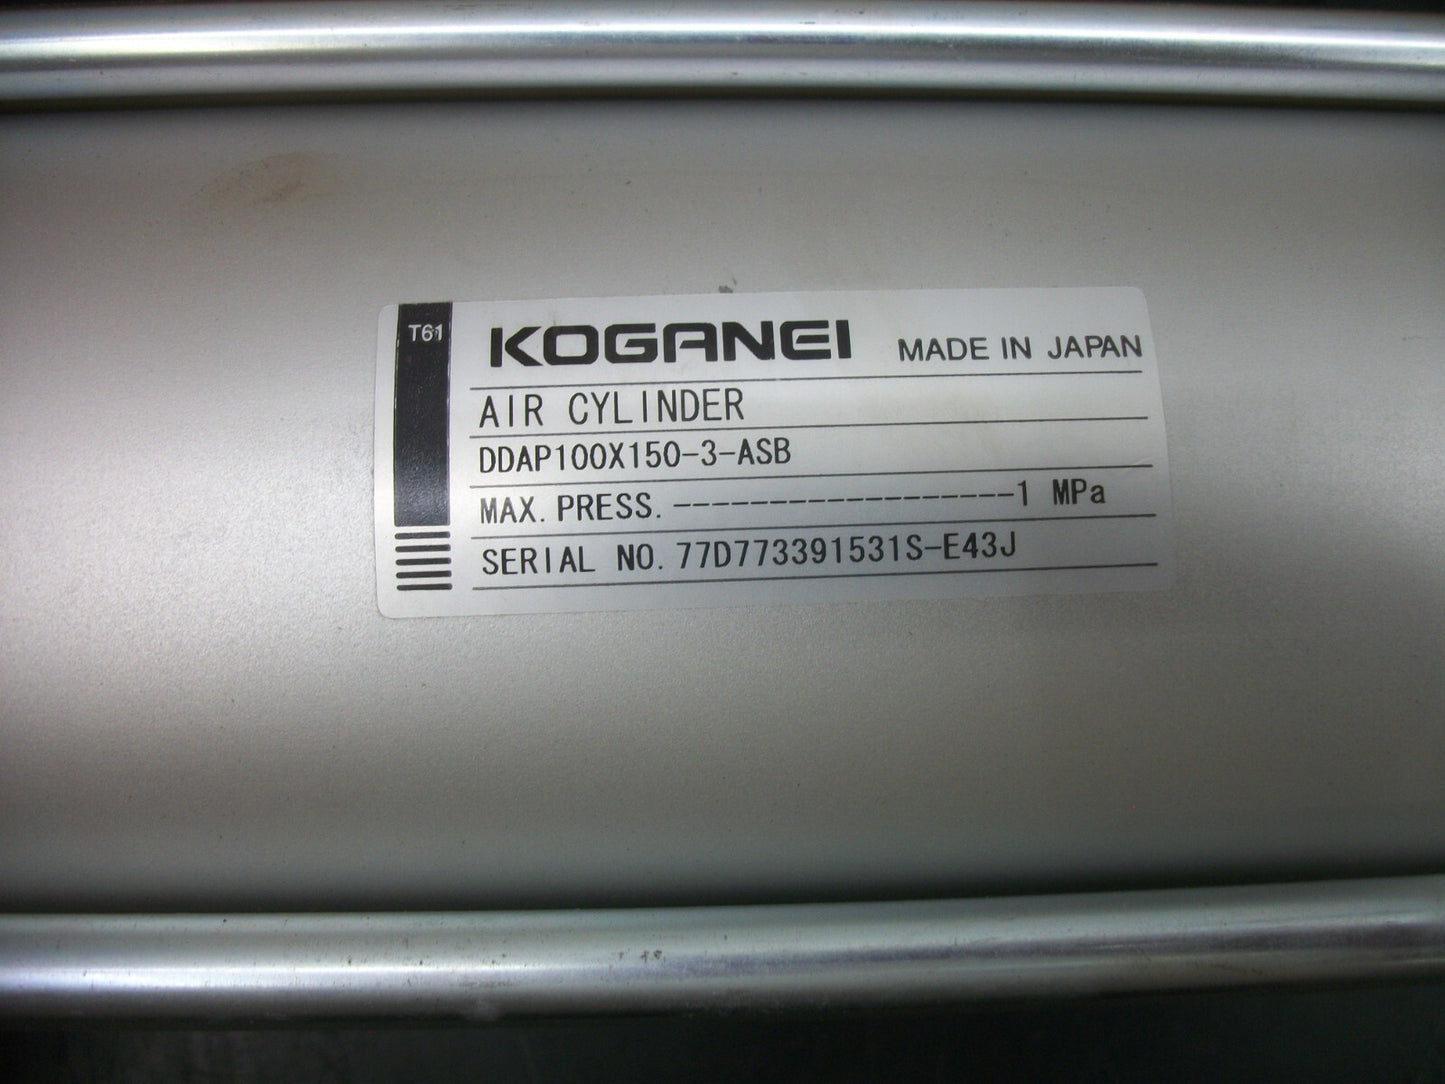 T61
KOGANEI MADE IN JAPAN
AIR CYLINDER
DDAP100X150-3-ASB
MAX. PRESS. -------------------1 MPa
SERIAL NO. 77D773391531S-E43J